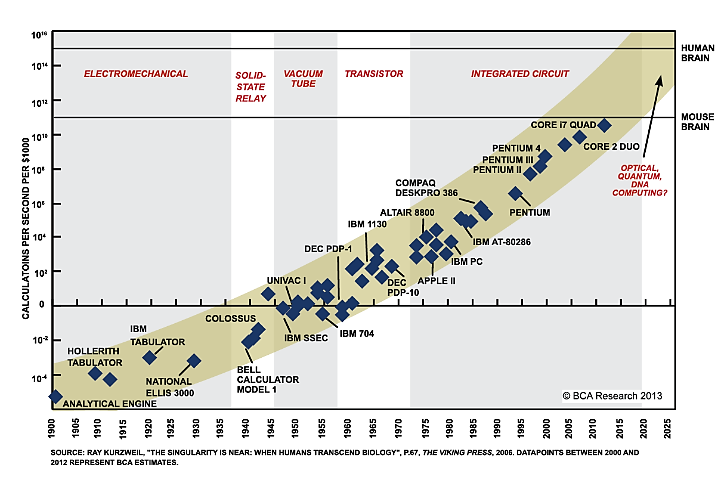 10¹⁶
10¹⁴
10¹²
10¹⁰
10⁸
10⁶
10⁴
10²
0
10⁻²
10⁻⁴
CALCULATIONS PER SECOND PER $1000
ELECTROMECHANICAL
SOLID-
STATE
RELAY
VACUUM
TUBE
TRANSISTOR
INTEGRATED CIRCUIT
HUMAN
BRAIN
MOUSE
BRAIN
CORE i7 QUAD
CORE 2 DUO
PENTIUM 4
PENTIUM III
PENTIUM II
PENTIUM
OPTICAL,
QUANTUM,
DNA
COMPUTING?
COMPAQ
DESKPRO 386
ALTAIR 8800
IBM 1130
IBM AT-80286
DEC PDP-1
IBM PC
APPLE II
DEC
PDP-10
UNIVAC I
COLOSSUS
IBM SSEC
IBM 704
IBM
TABULATOR
HOLLERITH
TABULATOR
NATIONAL
ELLIS 3000
BELL
CALCULATOR
MODEL 1
ANALYTICAL ENGINE
© BCA Research 2013
1900
1905
1910
1915
1920
1925
1930
1935
1940
1945
1950
1955
1960
1965
1970
1975
1980
1985
1990
1995
2000
2005
2010
2015
2020
2025
SOURCE: RAY KURZWEIL, "THE SINGULARITY IS NEAR: WHEN HUMANS TRANSCEND BIOLOGY", P.67, THE VIKING PRESS, 2006. DATAPOINTS BETWEEN 2000 AND
2012 REPRESENT BCA ESTIMATES.